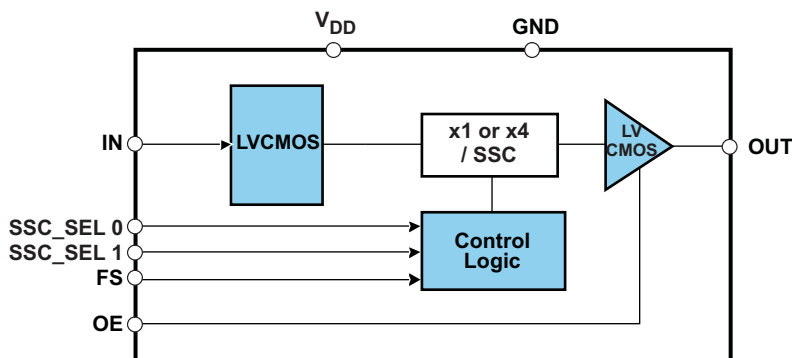 VDD
GND
IN
LVCMOS
x1 or x4
/ SSC
LV
CMOS
OUT
SSC_SEL 0
SSC_SEL 1
FS
Control
Logic
OE